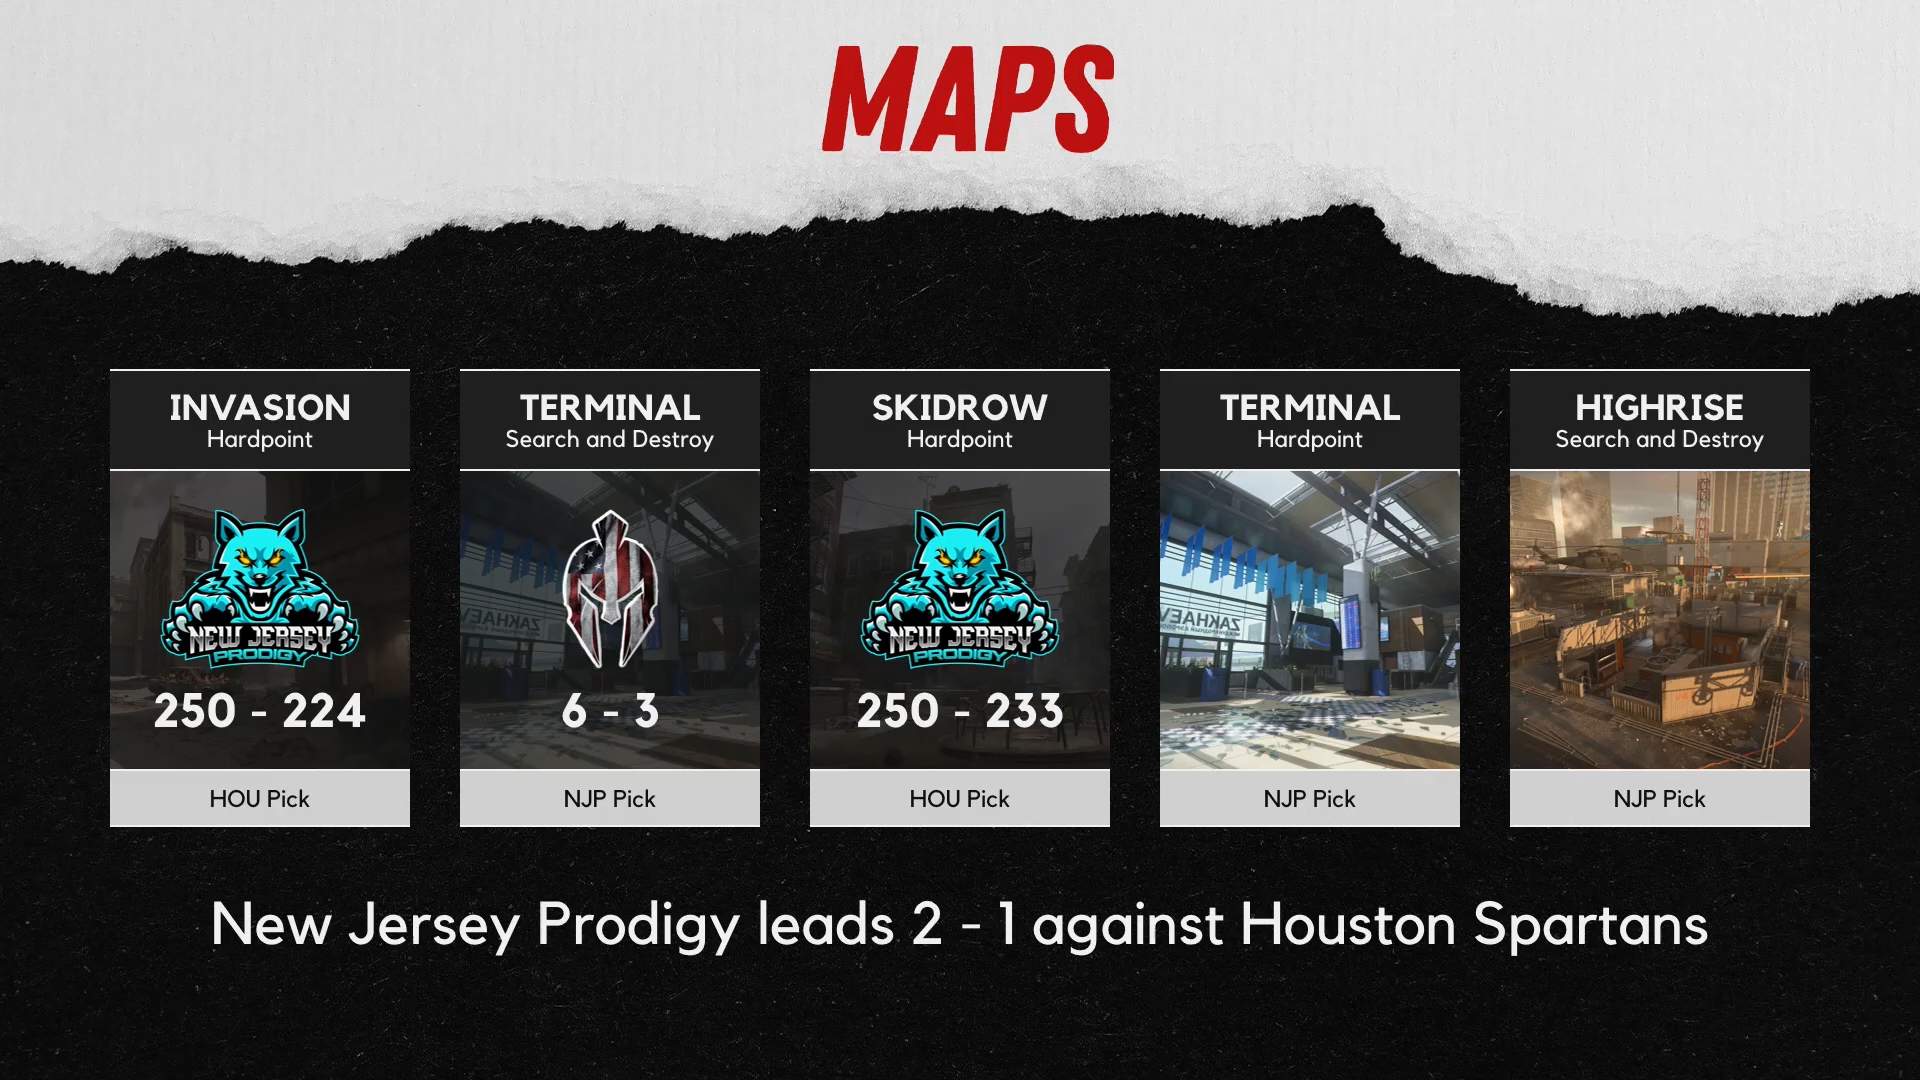 MAPS
INVASION
Hardpoint
NEW JERSEY
PRODIGY
250 - 224
HOU Pick
TERMINAL
Search and Destroy
6 - 3
NJP Pick
SKIDROW
Hardpoint
NEW JERSEY
PRODIGY
250 - 233
HOU Pick
TERMINAL
Hardpoint
ZAKHAEV
NJP Pick
HIGHRISE
Search and Destroy
NJP Pick
New Jersey Prodigy leads 2 - 1 against Houston Spartans